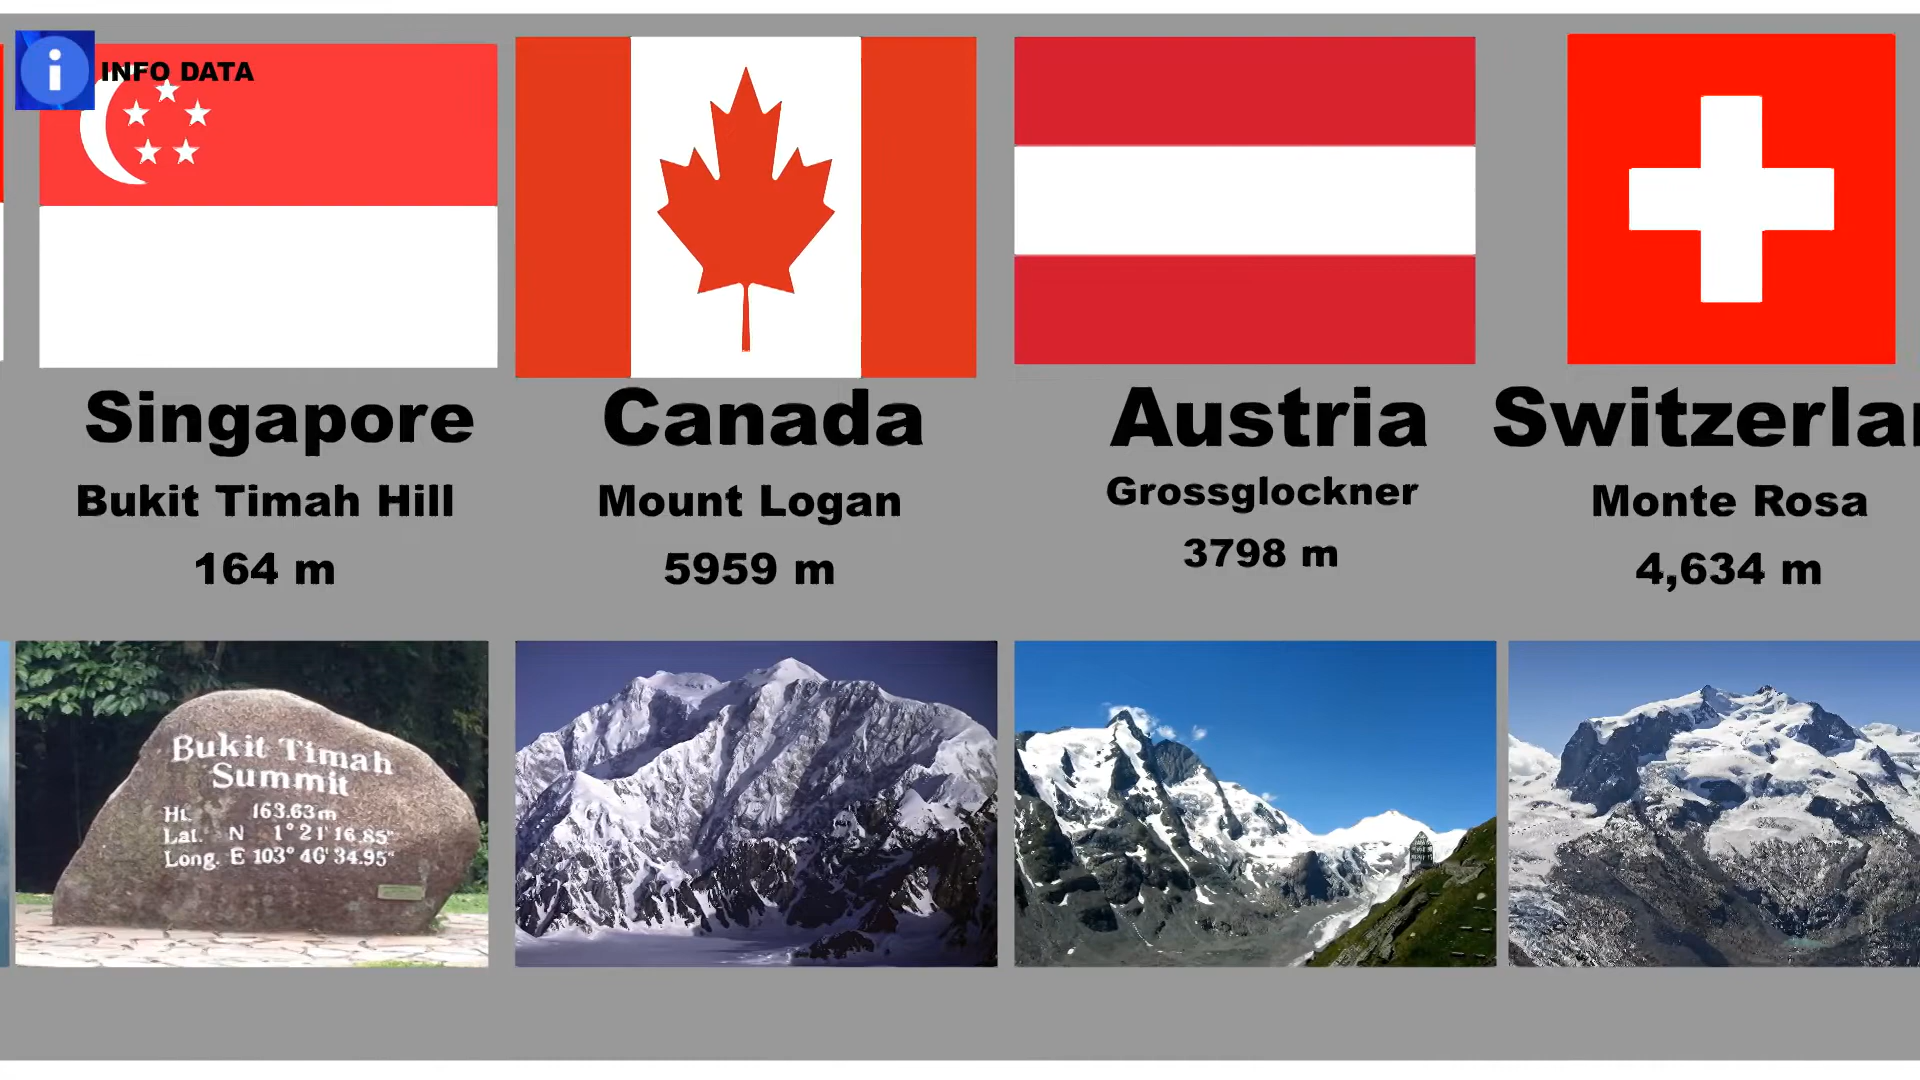 i
INFO DATA
Singapore
Bukit Timah Hill
164 m
Canada
Mount Logan
5959 m
Austria
Grossglockner
3798 m
Switzerlan
Monte Rosa
4,634 m
Bukit Timah
Summit
Ht. 163.63m
Lat. N 1°21'16.85"
Long. E 103°46'34.95"